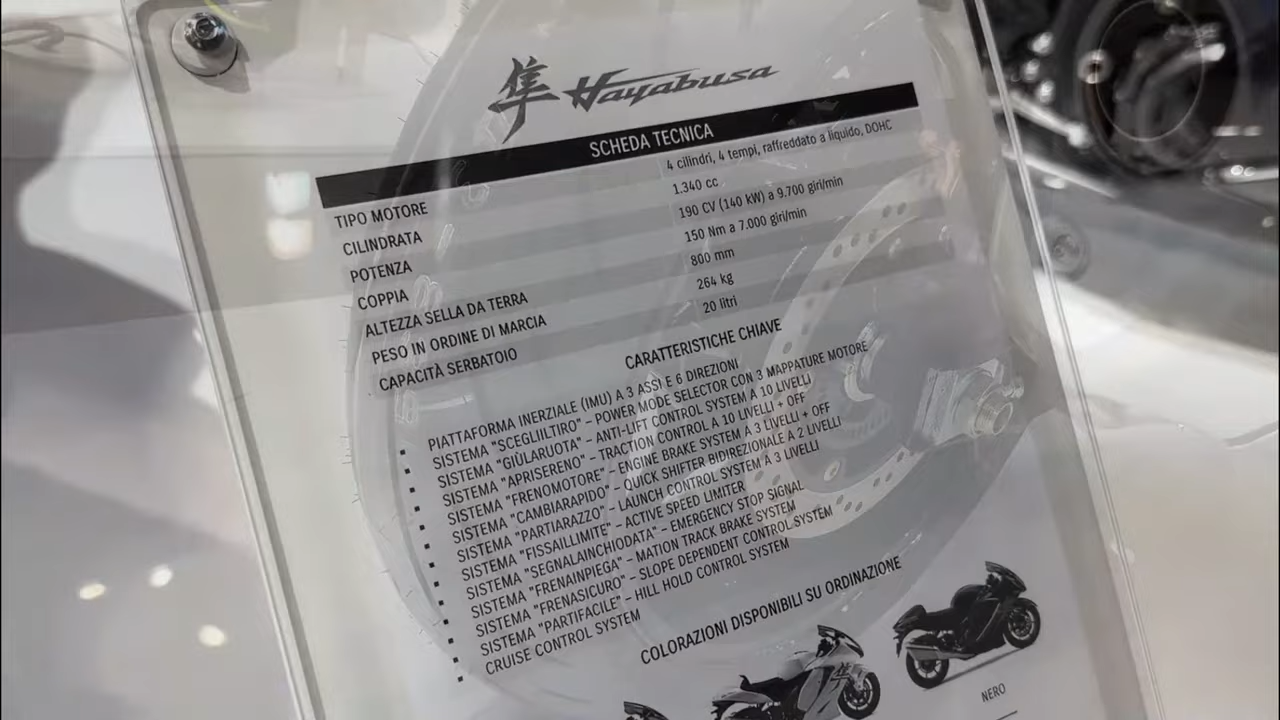 隼 Hayabusa
SCHEDA TECNICA
TIPO MOTORE 4 cilindri, 4 tempi, raffreddato a liquido, DOHC
CILINDRATA 1.340 cc
POTENZA 190 CV (140 kW) a 9.700 giri/min
COPPIA 150 Nm a 7.000 giri/min
ALTEZZA SELLA DA TERRA 800 mm
PESO IN ORDINE DI MARCIA 264 kg
CAPACITÀ SERBATOIO 20 litri
CARATTERISTICHE CHIAVE
PIATTAFORMA INERZIALE (IMU) A 3 ASSI E 6 DIREZIONI
SISTEMA "SCEGLIILTIRO" – POWER MODE SELECTOR CON 3 MAPPATURE MOTORE
SISTEMA "GIÙLARUOTA" – ANTI-LIFT CONTROL SYSTEM A 10 LIVELLI
SISTEMA "APRISERENO" – TRACTION CONTROL A 10 LIVELLI + OFF
SISTEMA "FRENOMOTORE" – ENGINE BRAKE SYSTEM A 3 LIVELLI + OFF
SISTEMA "CAMBIARAPIDO" – QUICK SHIFTER BIDIREZIONALE A 2 LIVELLI
SISTEMA "PARTIARAZZO" – LAUNCH CONTROL SYSTEM A 3 LIVELLI
SISTEMA "FISSAILLIMITE" – ACTIVE SPEED LIMITER
SISTEMA "SEGNALAINCHIODATA" – EMERGENCY STOP SIGNAL
SISTEMA "FRENAINPIEGA" – MATION TRACK BRAKE SYSTEM
SISTEMA "FRENASICURO" – SLOPE DEPENDENT CONTROL SYSTEM
SISTEMA "PARTIFACILE" – HILL HOLD CONTROL SYSTEM
CRUISE CONTROL SYSTEM
COLORAZIONI DISPONIBILI SU ORDINAZIONE
NERO